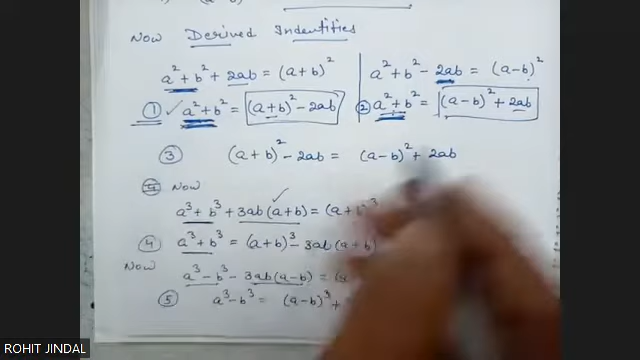 Now Derived Indentities
a² + b² + 2ab = (a+b)²
① ✓ a² + b² = (a+b)² - 2ab
a² + b² - 2ab = (a-b)²
② a² + b² = (a-b)² + 2ab
③ (a+b)² - 2ab = (a-b)² + 2ab
Now
a³ + b³ + 3ab(a+b) = (a+b)³
④ a³ + b³ = (a+b)³ - 3ab(a+b)
Now
a³ - b³ - 3ab(a-b) = (a
⑤ a³ - b³ = (a-b)³ +
ROHIT JINDAL